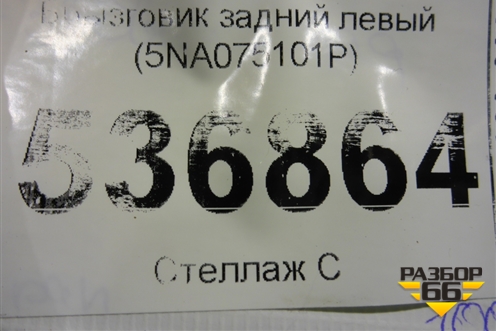 Брызговик задний левый
(5NA075101P)
536864
Стеллаж С
РАЗБОР
66